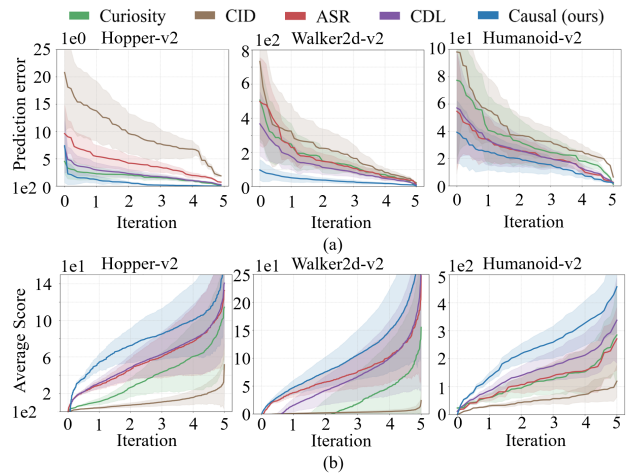 Curiosity CID ASR CDL Causal (ours)
(a) 1e0 Hopper-v2 1e2 Walker2d-v2 1e1 Humanoid-v2
Prediction error
25 20 15 10 5 0
8 6 4 2 0
10 8 6 4 2 0
1e2
0 1 2 3 4 5
0 1 2 3 4 5
0 1 2 3 4 5
Iteration Iteration Iteration
(a)
(b) 1e1 Hopper-v2 1e1 Walker2d-v2 1e2 Humanoid-v2
Average Score
14 10 6 2
25 20 15 10 5 0
5 4 3 2 1 0
1e2
0 1 2 3 4 5
0 1 2 3 4 5
0 1 2 3 4 5
Iteration Iteration Iteration
(b)